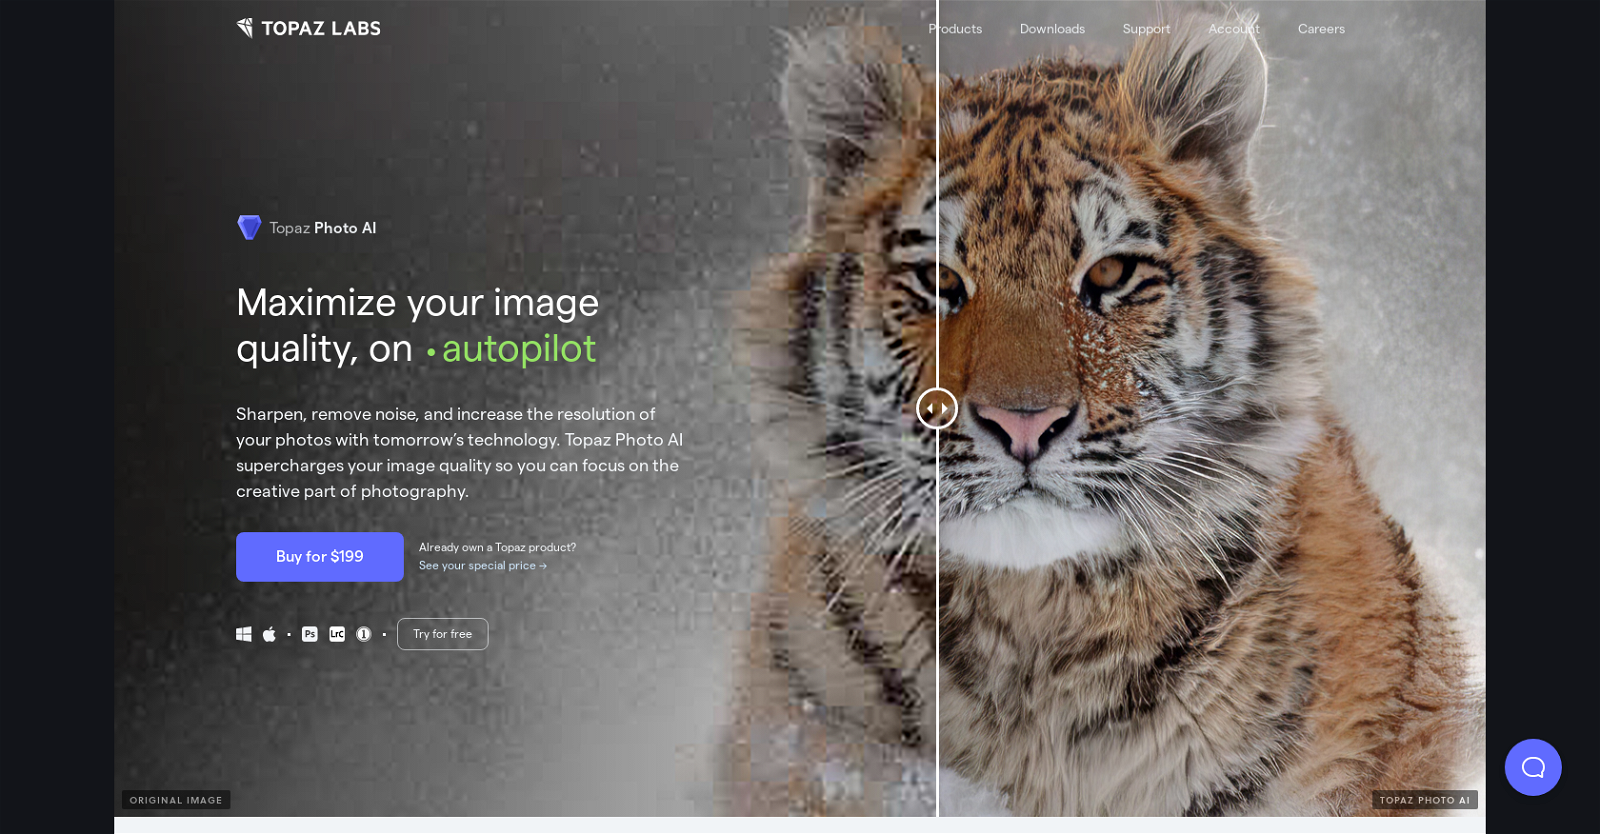 TOPAZ LABS
Products
Downloads
Support
Account
Careers
Topaz Photo AI
Maximize your image
quality, on •autopilot
Sharpen, remove noise, and increase the resolution of
your photos with tomorrow's technology. Topaz Photo AI
supercharges your image quality so you can focus on the
creative part of photography.
Buy for $199
Already own a Topaz product?
See your special price →
Ps
LrC
1
Try for free
ORIGINAL IMAGE
TOPAZ PHOTO AI